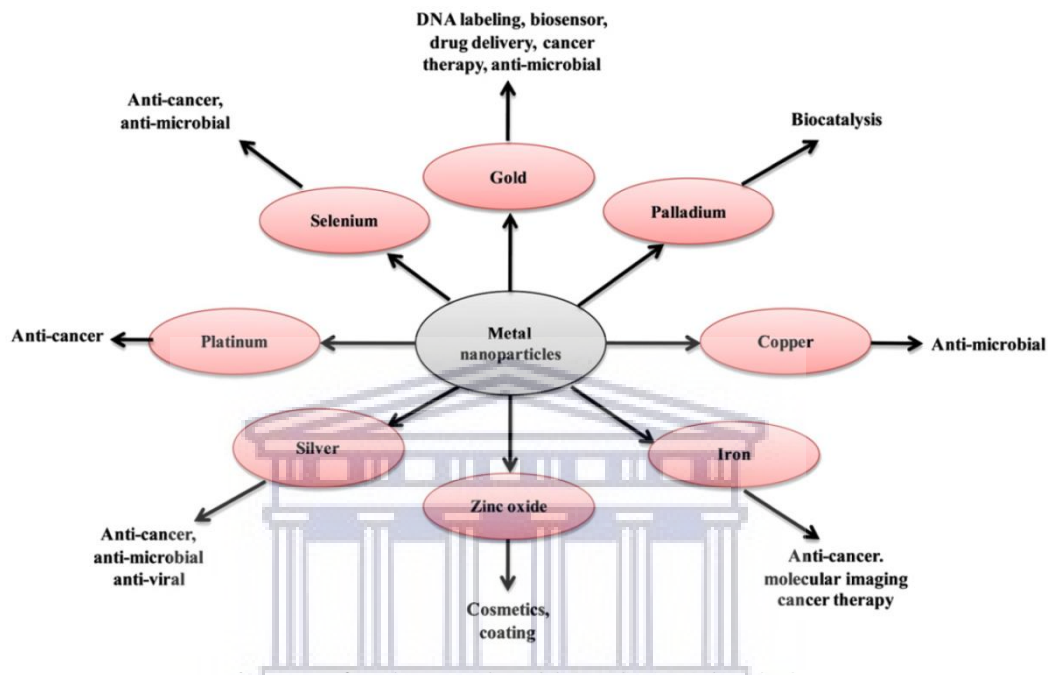 DNA labeling, biosensor,
drug delivery, cancer
therapy, anti-microbial
Anti-cancer,
anti-microbial
Biocatalysis
Gold
Selenium
Palladium
Anti-cancer
Platinum
Metal
nanoparticles
Copper
Anti-microbial
Silver
Iron
Zinc oxide
Anti-cancer,
anti-microbial
anti-viral
Anti-cancer.
molecular imaging
cancer therapy
Cosmetics,
coating